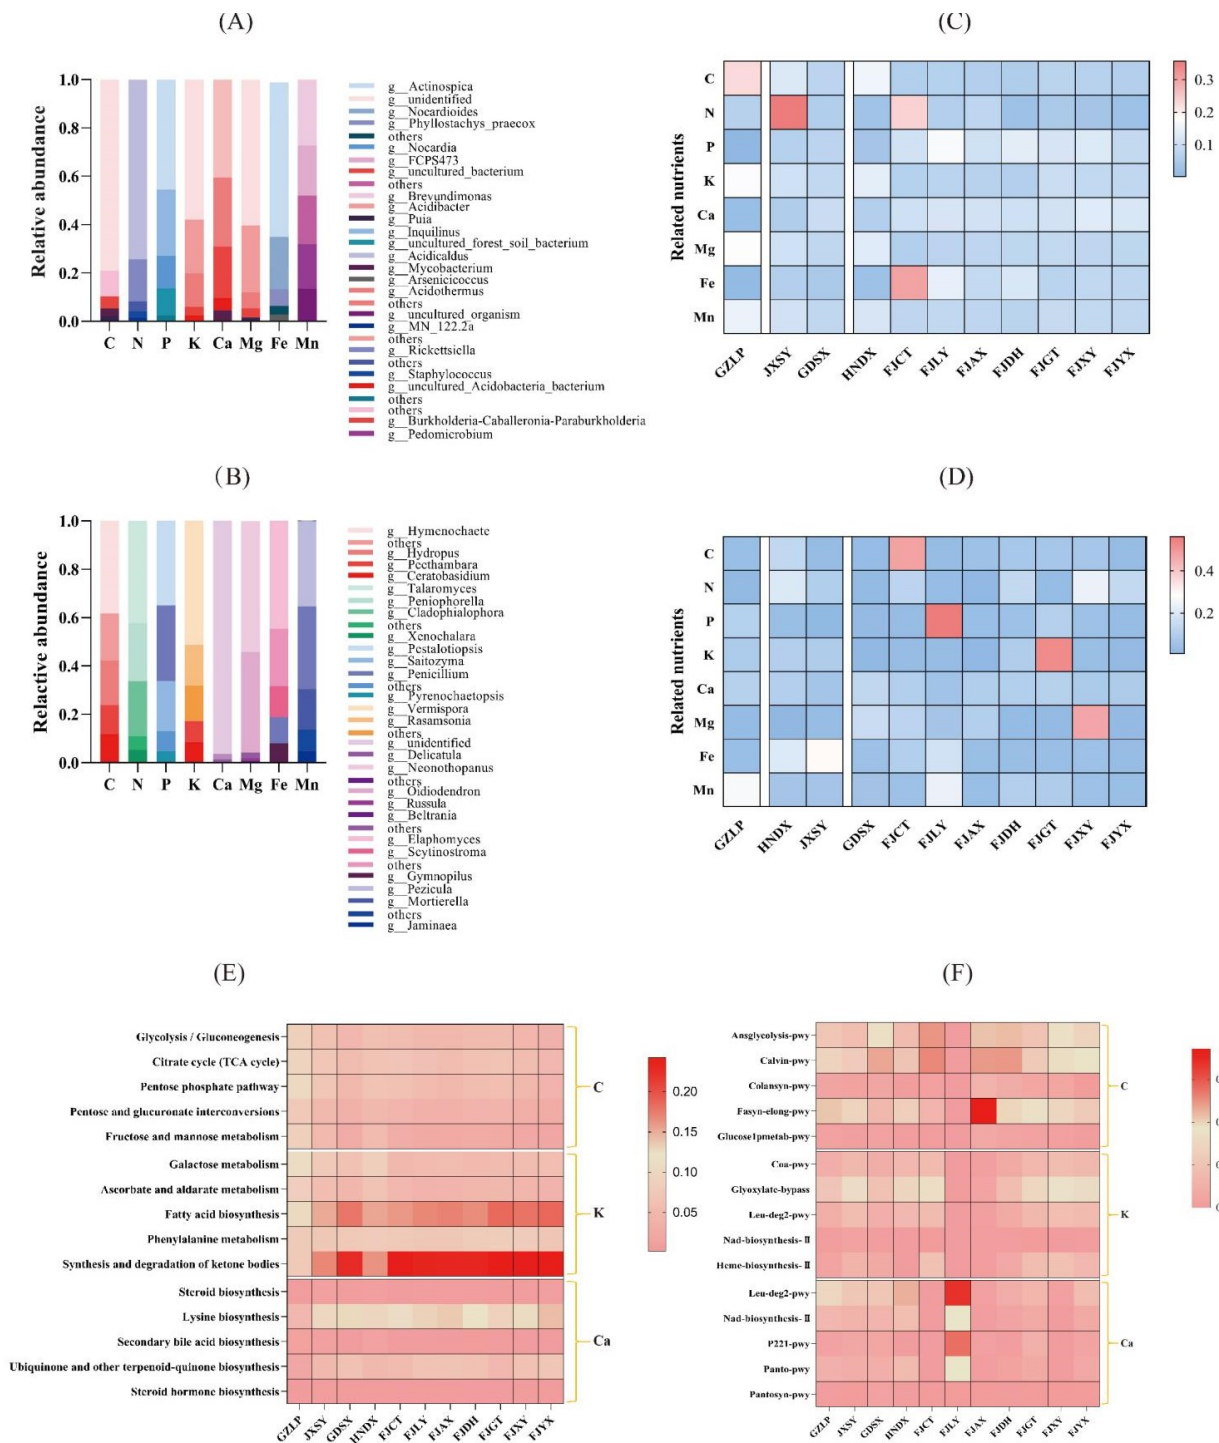 (A)
Relative abundance
1.0
0.8
0.6
0.4
0.2
0.0
C N P K Ca Mg Fe Mn
g__Actinospica
g__unidentified
g__Nocardioides
g__Phyllostachys_praecox
others
g__Nocardia
g__FCPS473
g__uncultured_bacterium
others
g__Brevundimonas
g__Acidibacter
g__Puia
g__Inquilinus
g__uncultured_forest_soil_bacterium
g__Acidicaldus
g__Mycobacterium
g__Arsenicicoccus
g__Acidothermus
others
g__uncultured_organism
g__MN_122.2a
others
g__Rickettsiella
others
g__Staphylococcus
g__uncultured_Acidobacteria_bacterium
others
others
g__Burkholderia-Caballeronia-Paraburkholderia
g__Pedomicrobium
(C)
Related nutrients
C
N
P
K
Ca
Mg
Fe
Mn
GZLP JXSY GDSX HNDX FJCT FJLY FJAX FJDH FJGT FJXY FJYX
0.3
0.2
0.1
(B)
Relactive abundance
1.0
0.8
0.6
0.4
0.2
0.0
C N P K Ca Mg Fe Mn
g__Hymenochaete
others
g__Hydropus
g__Pecthambara
g__Ceratobasidium
g__Talaromyces
g__Peniophorella
g__Cladophialophora
others
g__Xenochalara
g__Pestalotiopsis
g__Saitozyma
g__Penicillium
others
g__Pyrenochaetopsis
g__Vermispora
g__Rasamsonia
others
g__unidentified
g__Delicatula
g__Neonothopanus
others
g__Oidiodendron
g__Russula
g__Beltrania
others
g__Elaphomyces
g__Scytinostroma
others
g__Gymnopilus
g__Pezicula
g__Mortierella
others
g__Jaminaea
(D)
Related nutrients
C
N
P
K
Ca
Mg
Fe
Mn
GZLP HNDX JXSY GDSX FJCT FJLY FJAX FJDH FJGT FJXY FJYX
0.4
0.2
(E)
Glycolysis / Gluconeogenesis
Citrate cycle (TCA cycle)
Pentose phosphate pathway
Pentose and glucuronate interconversions
Fructose and mannose metabolism
Galactose metabolism
Ascorbate and aldarate metabolism
Fatty acid biosynthesis
Phenylalanine metabolism
Synthesis and degradation of ketone bodies
Steroid biosynthesis
Lysine biosynthesis
Secondary bile acid biosynthesis
Ubiquinone and other terpenoid-quinone biosynthesis
Steroid hormone biosynthesis
C
K
Ca
GZLP JXSY GDSX HNDX FJCT FJLY FJAX FJDH FJGT FJXY FJYX
0.20
0.15
0.10
0.05
(F)
Ansglycolysis-pwy
Calvin-pwy
Colansyn-pwy
Fasyn-elong-pwy
Glucose1pmetab-pwy
Coa-pwy
Glyoxylate-bypass
Leu-deg2-pwy
Nad-biosynthesis-Ⅱ
Heme-biosynthesis-Ⅱ
Leu-deg2-pwy
Nad-biosynthesis-Ⅱ
P221-pwy
Panto-pwy
Pantosyn-pwy
C
K
Ca
GZLP JXSY GDSX HNDX FJCT FJLY FJAX FJDH FJGT FJXY FJYX